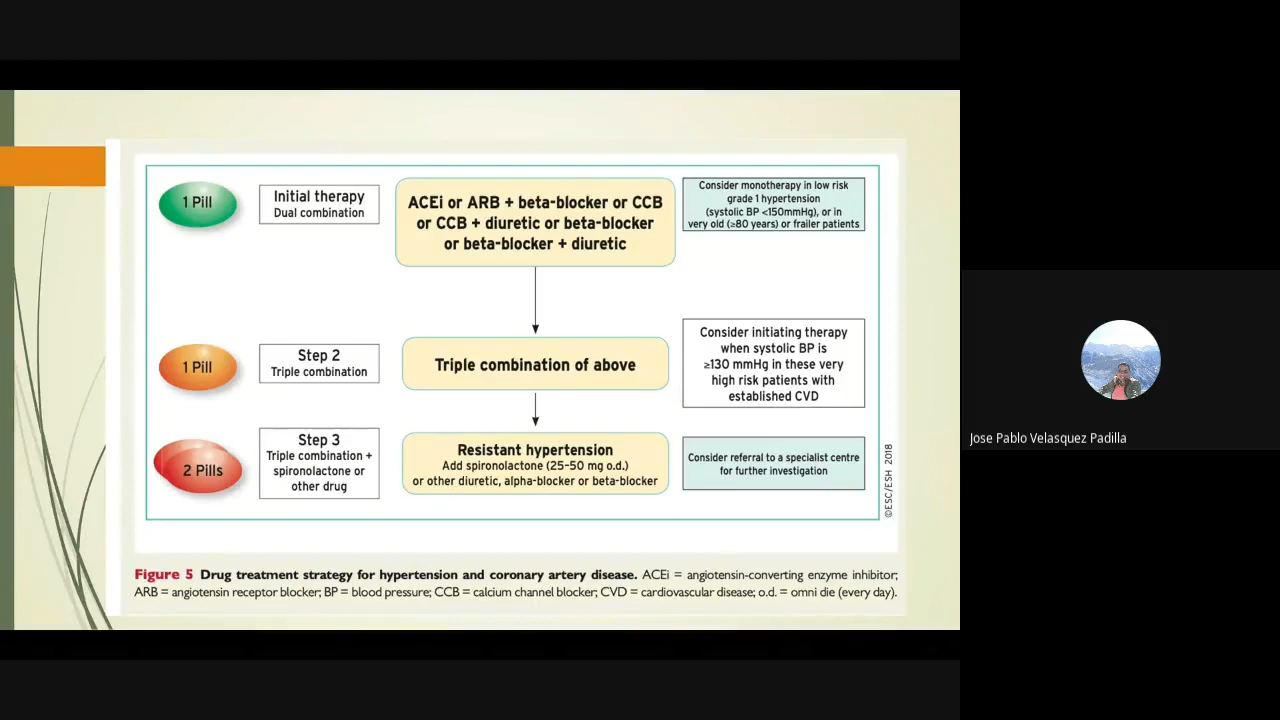 1 Pill
Initial therapy
Dual combination
ACEi or ARB + beta-blocker or CCB
or CCB + diuretic or beta-blocker
or beta-blocker + diuretic
Consider monotherapy in low risk
grade 1 hypertension
(systolic BP <150mmHg), or in
very old (≥80 years) or frailer patients
1 Pill
Step 2
Triple combination
Triple combination of above
Consider initiating therapy
when systolic BP is
≥130 mmHg in these very
high risk patients with
established CVD
2 Pills
Step 3
Triple combination +
spironolactone or
other drug
Resistant hypertension
Add spironolactone (25–50 mg o.d.)
or other diuretic, alpha-blocker or beta-blocker
Consider referral to a specialist centre
for further investigation
©ESC/ESH 2018
Figure 5 Drug treatment strategy for hypertension and coronary artery disease. ACEi = angiotensin-converting enzyme inhibitor;
ARB = angiotensin receptor blocker; BP = blood pressure; CCB = calcium channel blocker; CVD = cardiovascular disease; o.d. = omni die (every day).
Jose Pablo Velasquez Padilla